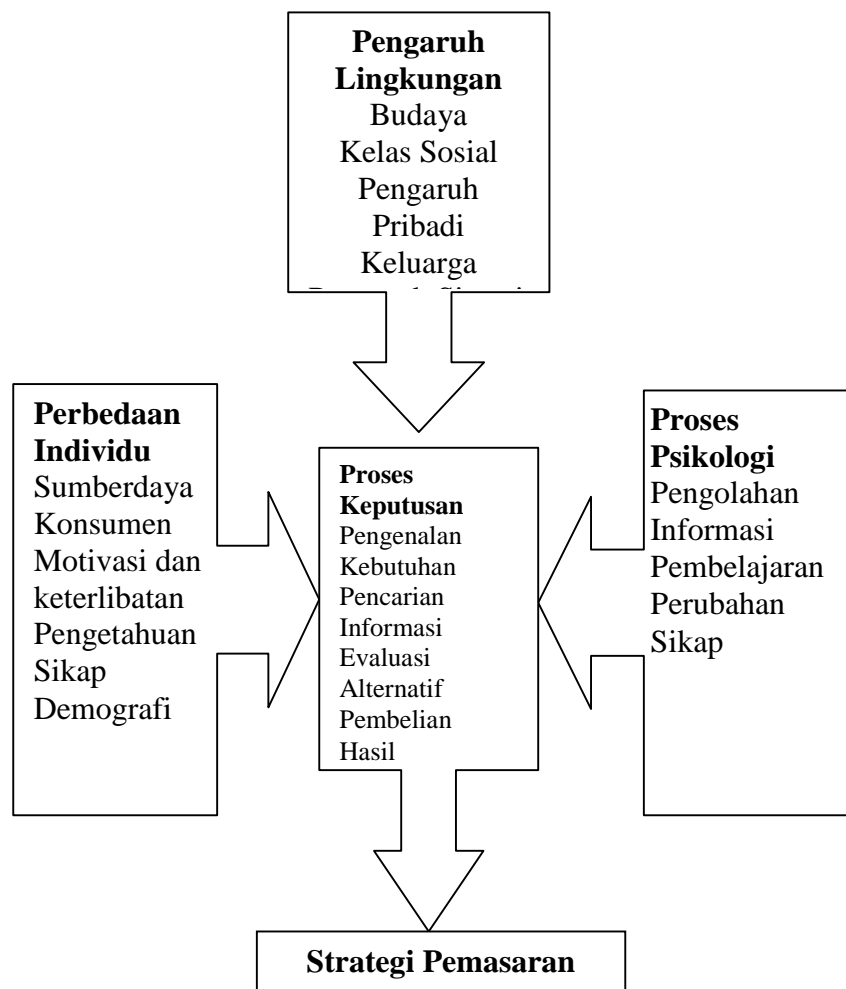 Pengaruh
Lingkungan
Budaya
Kelas Sosial
Pengaruh
Pribadi
Keluarga
Perbedaan
Individu
Sumberdaya
Konsumen
Motivasi dan
keterlibatan
Pengetahuan
Sikap
Demografi
Proses
Keputusan
Pengenalan
Kebutuhan
Pencarian
Informasi
Evaluasi
Alternatif
Pembelian
Hasil
Proses
Psikologi
Pengolahan
Informasi
Pembelajaran
Perubahan
Sikap
Strategi Pemasaran